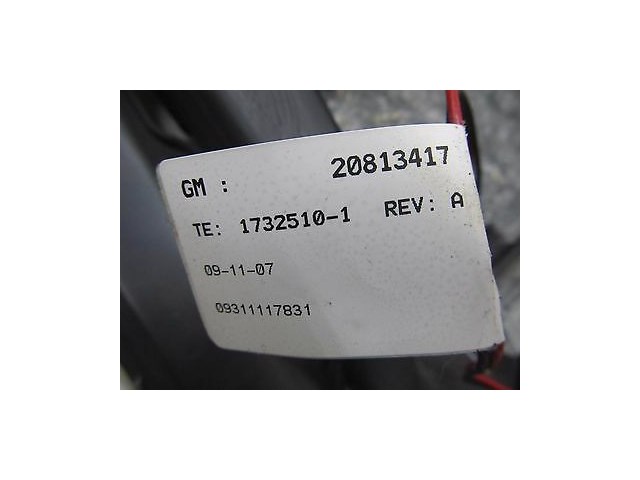 GM : 20813417
TE: 1732510-1 REV: A
09-11-07
09311117831